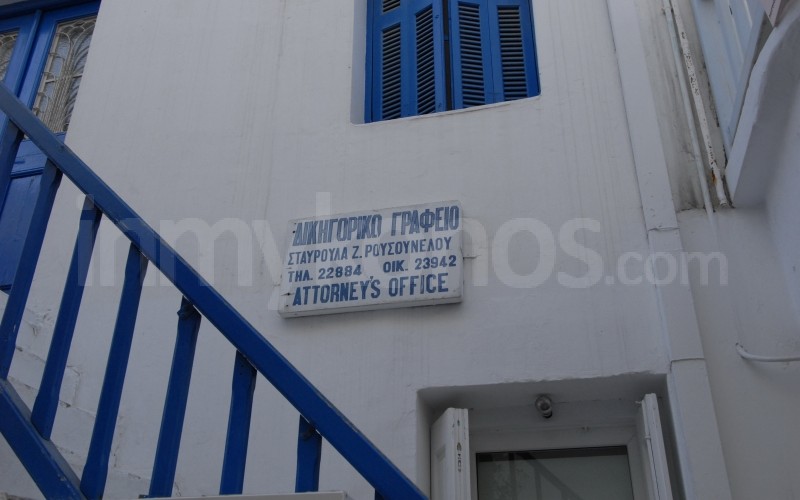 ΔΙΚΗΓΟΡΙΚΟ ΓΡΑΦΕΙΟ
ΣΤΑΥΡΟΥΛΑ Ζ. ΡΟΥΣΟΥΝΕΛΟΥ
ΤΗΛ. 22884 ΟΙΚ. 23942
ATTORNEY'S OFFICE
inmykonos.com